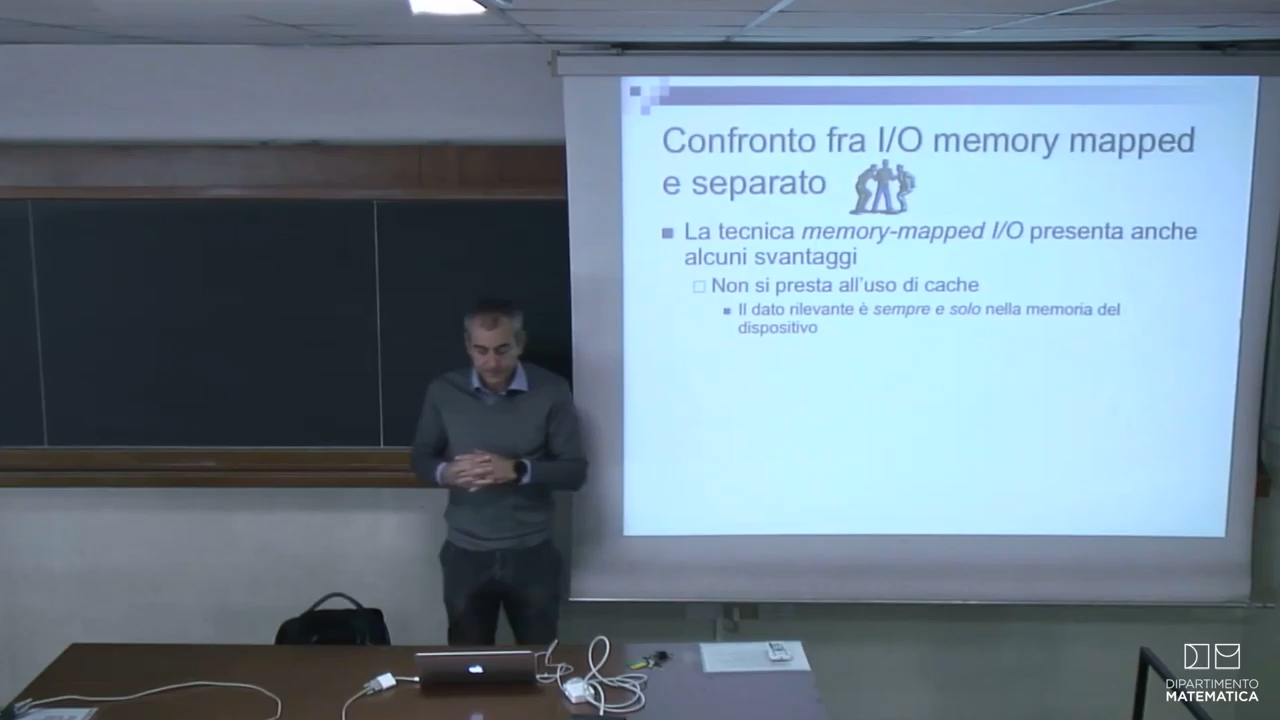 Confronto fra I/O memory mapped
e separato
La tecnica memory-mapped I/O presenta anche
alcuni svantaggi
Non si presta all'uso di cache
Il dato rilevante è sempre e solo nella memoria del
dispositivo
DIPARTIMENTO
MATEMATICA